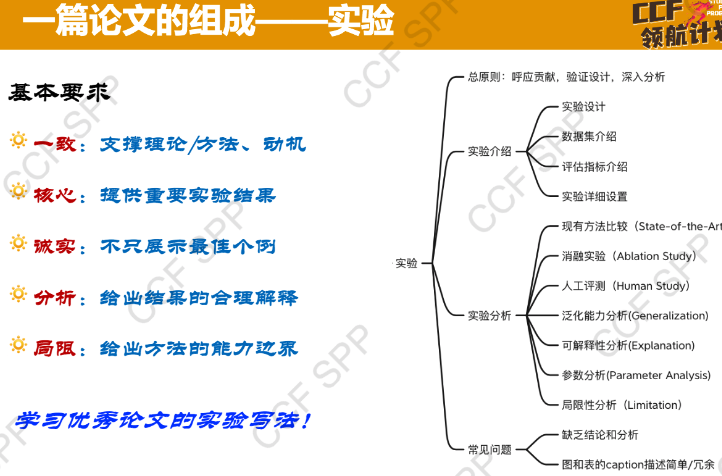 一篇论文的组成——实验
CCF
领航计划
基本要求
一致：支撑理论/方法、动机
核心：提供重要实验结果
诚实：不只展示最佳个例
分析：给出结果的合理解释
局限：给出方法的能力边界
学习优秀论文的实验写法！
实验
总原则：呼应贡献，验证设计，深入分析
实验介绍
实验设计
数据集介绍
评估指标介绍
实验详细设置
实验分析
现有方法比较（State-of-the-Art
消融实验（Ablation Study）
人工评测（Human Study）
泛化能力分析(Generalization)
可解释性分析(Explanation)
参数分析(Parameter Analysis)
局限性分析（Limitation）
常见问题
缺乏结论和分析
图和表的caption描述简单/冗余
CCF SPP
CCF SPP
CCF SPP
CCF SPP
CCF SPP
CCF SPP